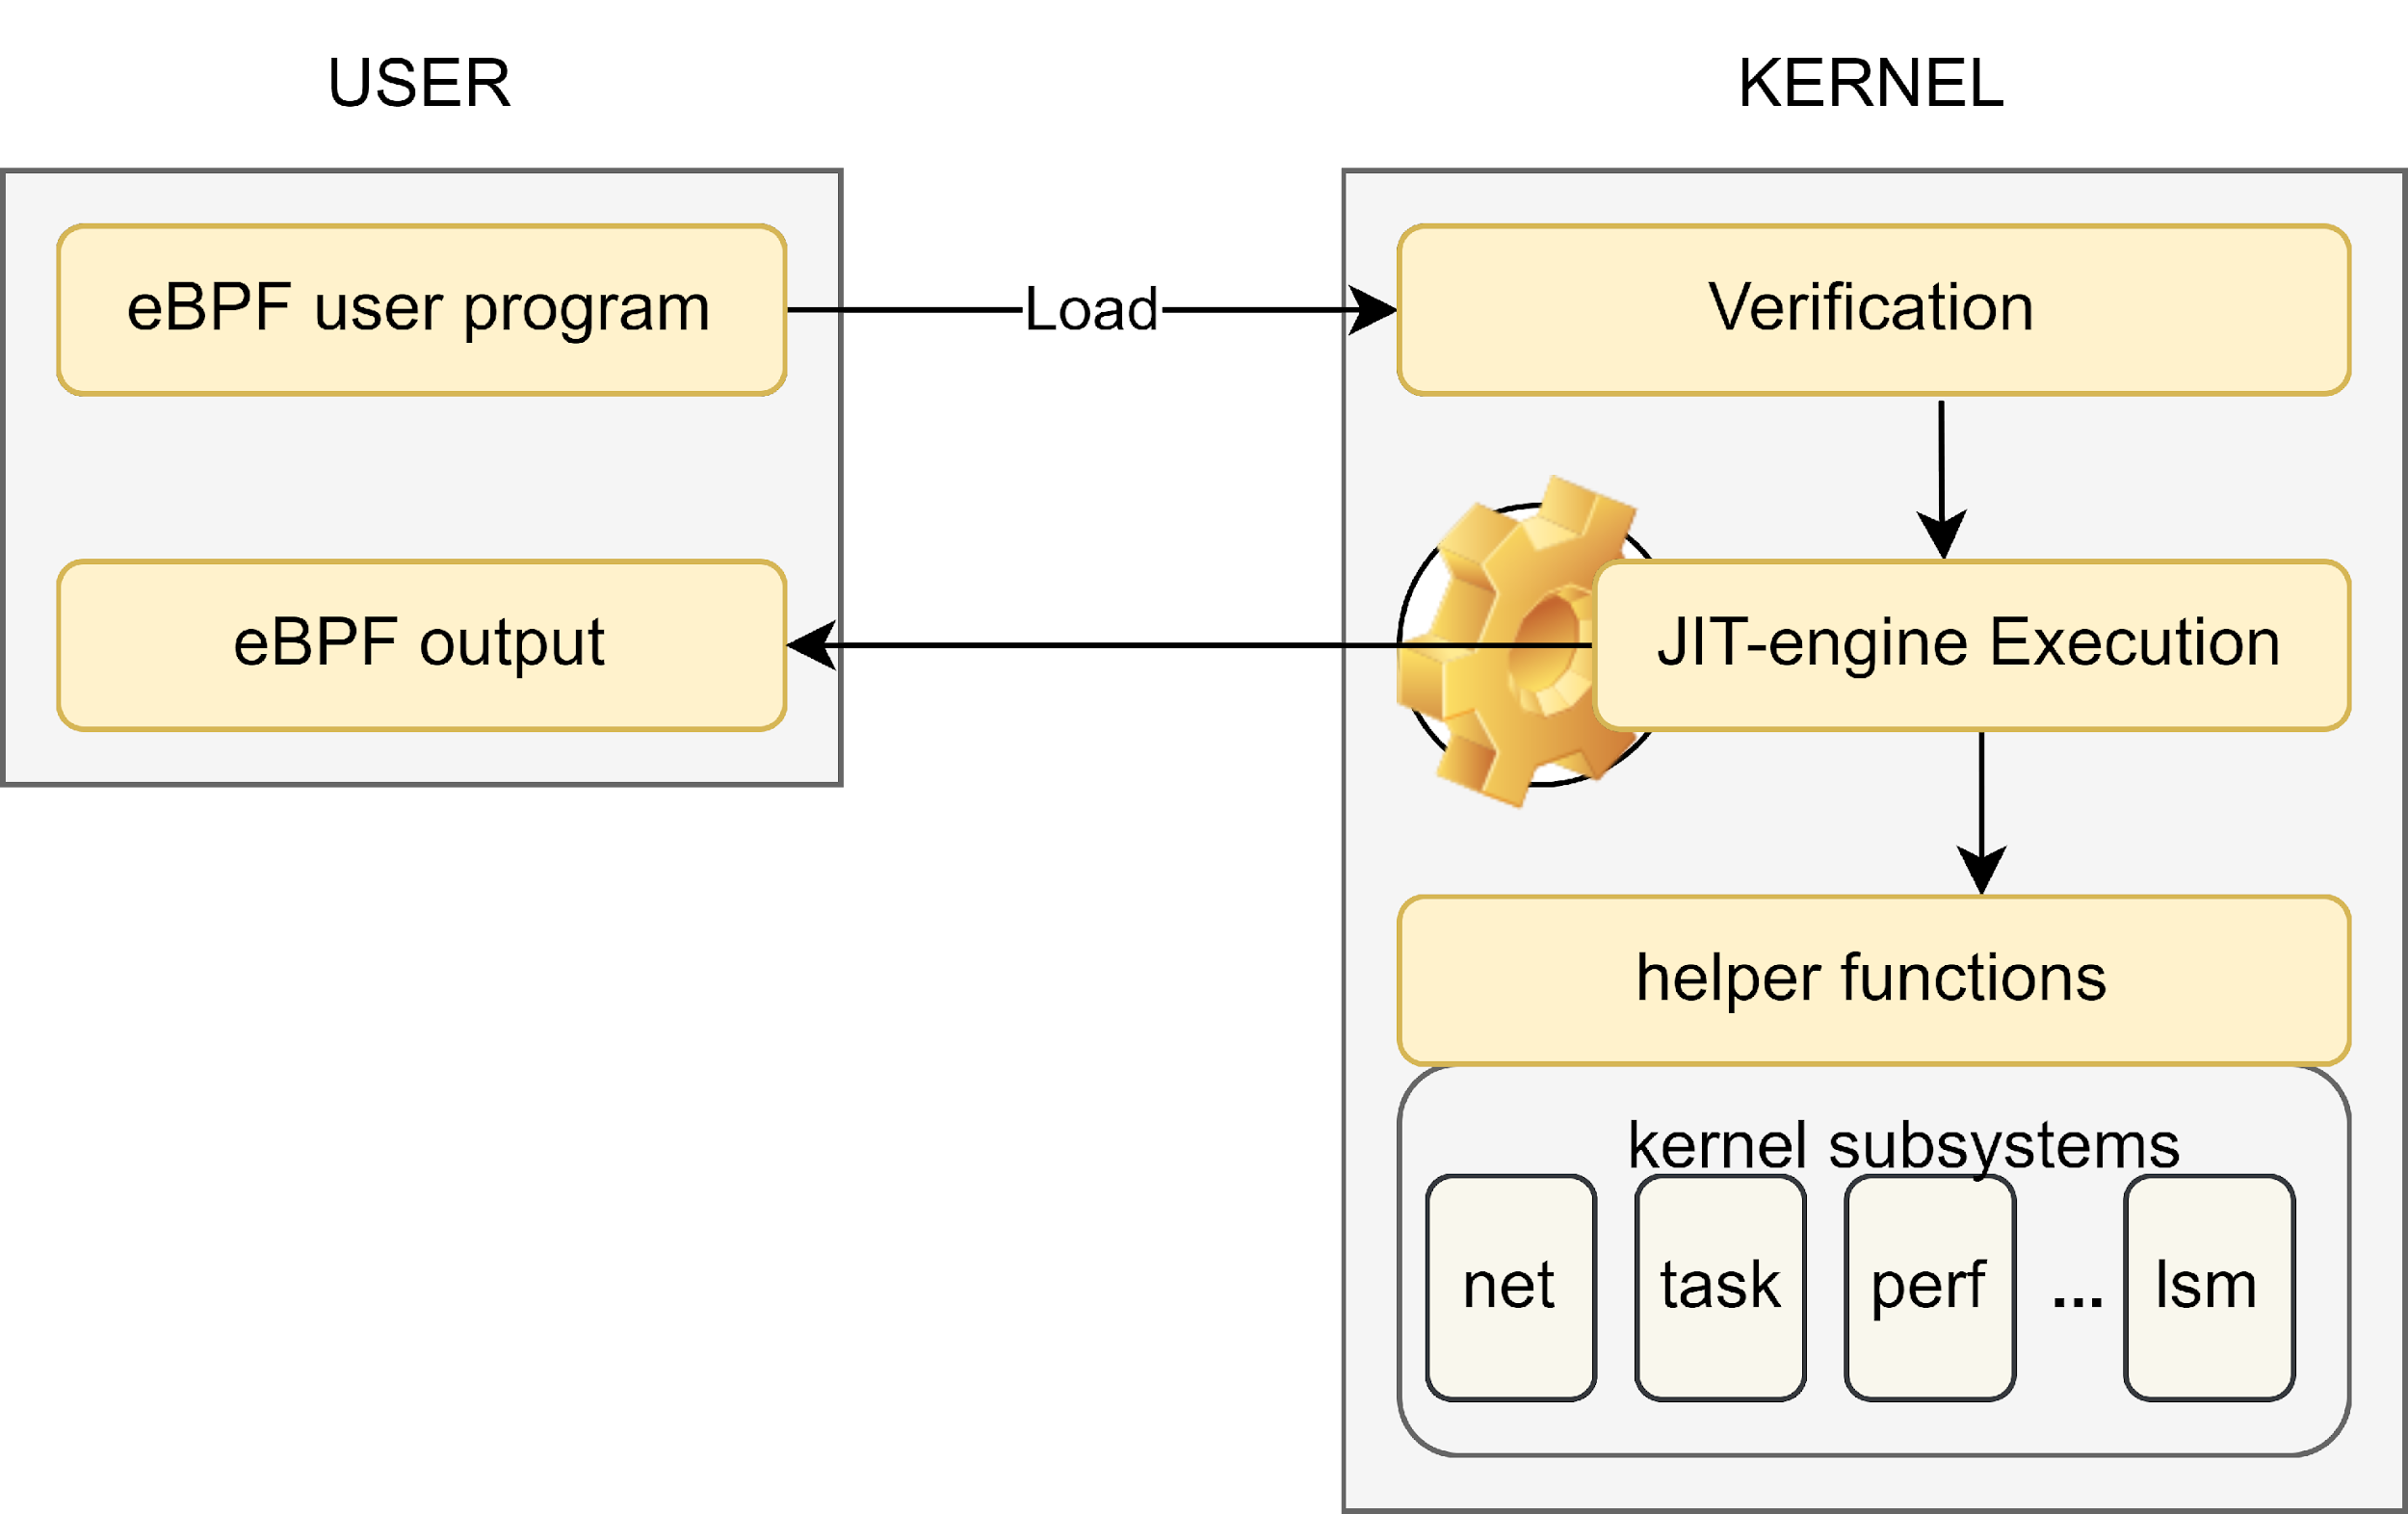 USER
KERNEL
eBPF user program
Load
Verification
eBPF output
JIT-engine Execution
helper functions
kernel subsystems
net
task
perf
...
lsm